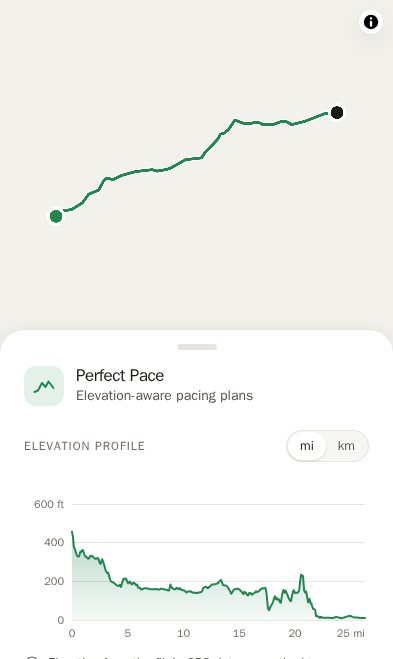 Perfect Pace
Elevation-aware pacing plans
ELEVATION PROFILE
mi km
600 ft
400
200
0
0 5 10 15 20 25 mi